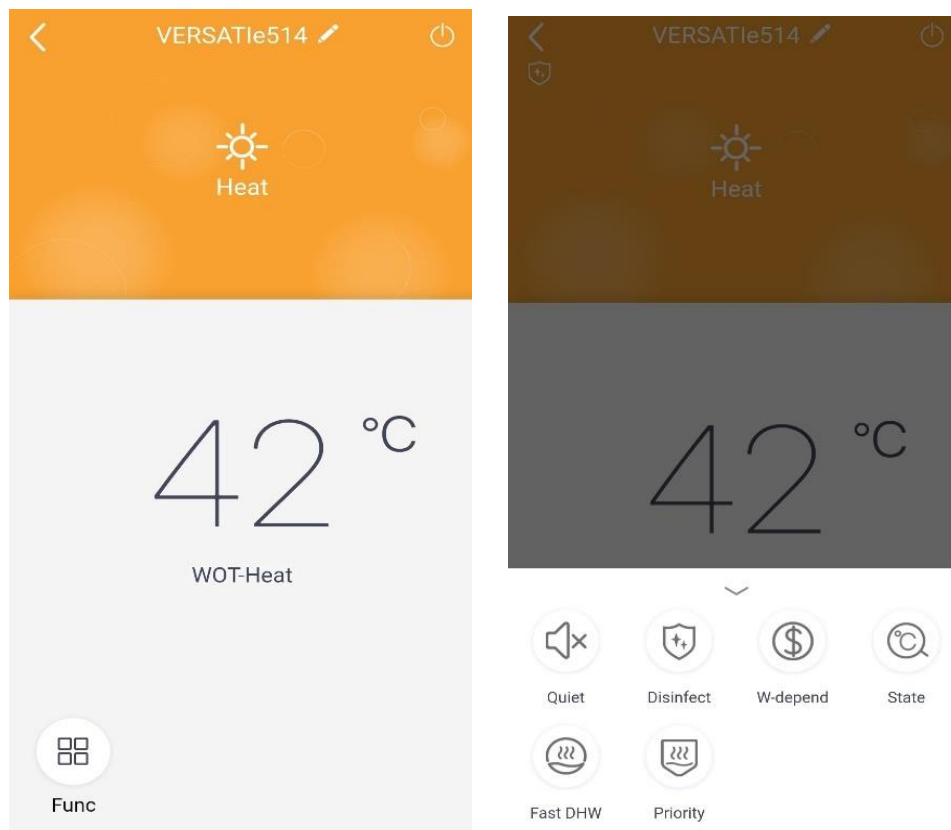 VERSATIe514
Heat
42 °C
WOT-Heat
Func
VERSATIe514
Heat
42 °C
Quiet
Disinfect
W-depend
State
Fast DHW
Priority